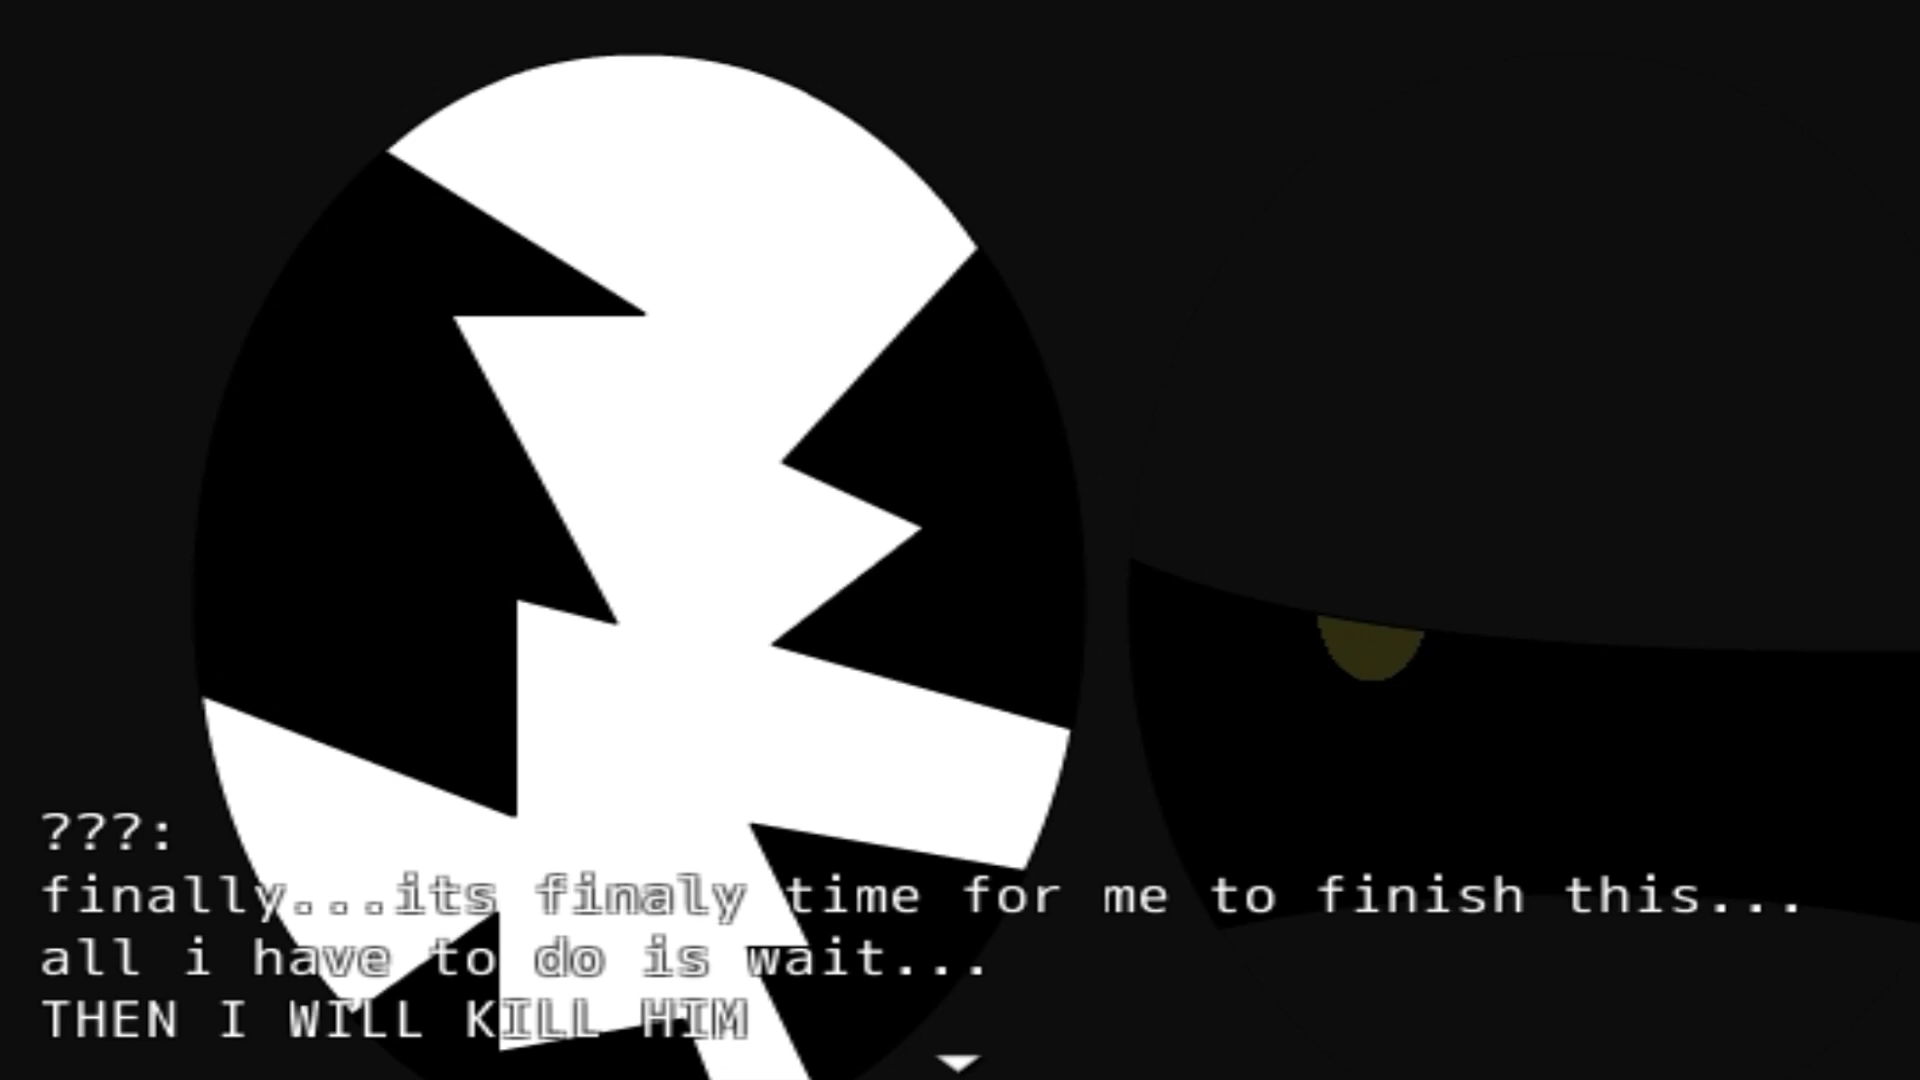 ???:
finally...its finaly time for me to finish this...
all i have to do is wait...
THEN I WILL KILL HIM